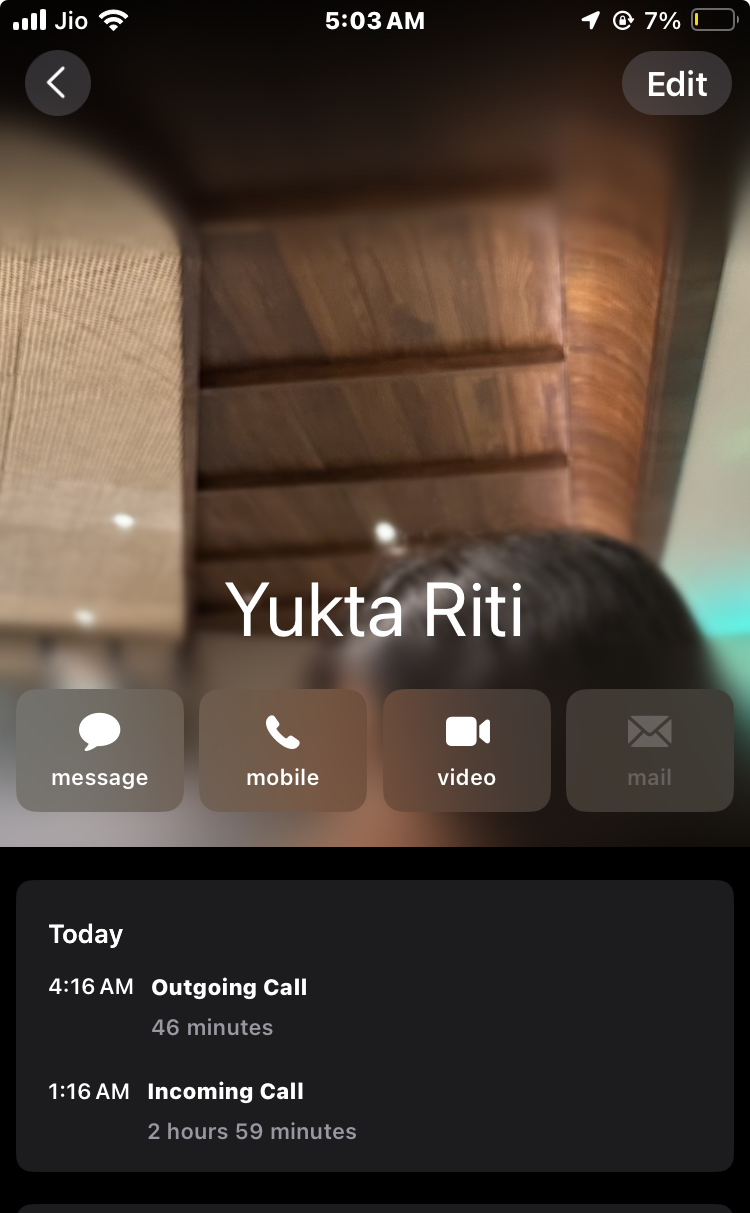 Jio 5:03 AM 7%
Edit
Yukta Riti
message mobile video mail
Today
4:16 AM Outgoing Call
46 minutes
1:16 AM Incoming Call
2 hours 59 minutes